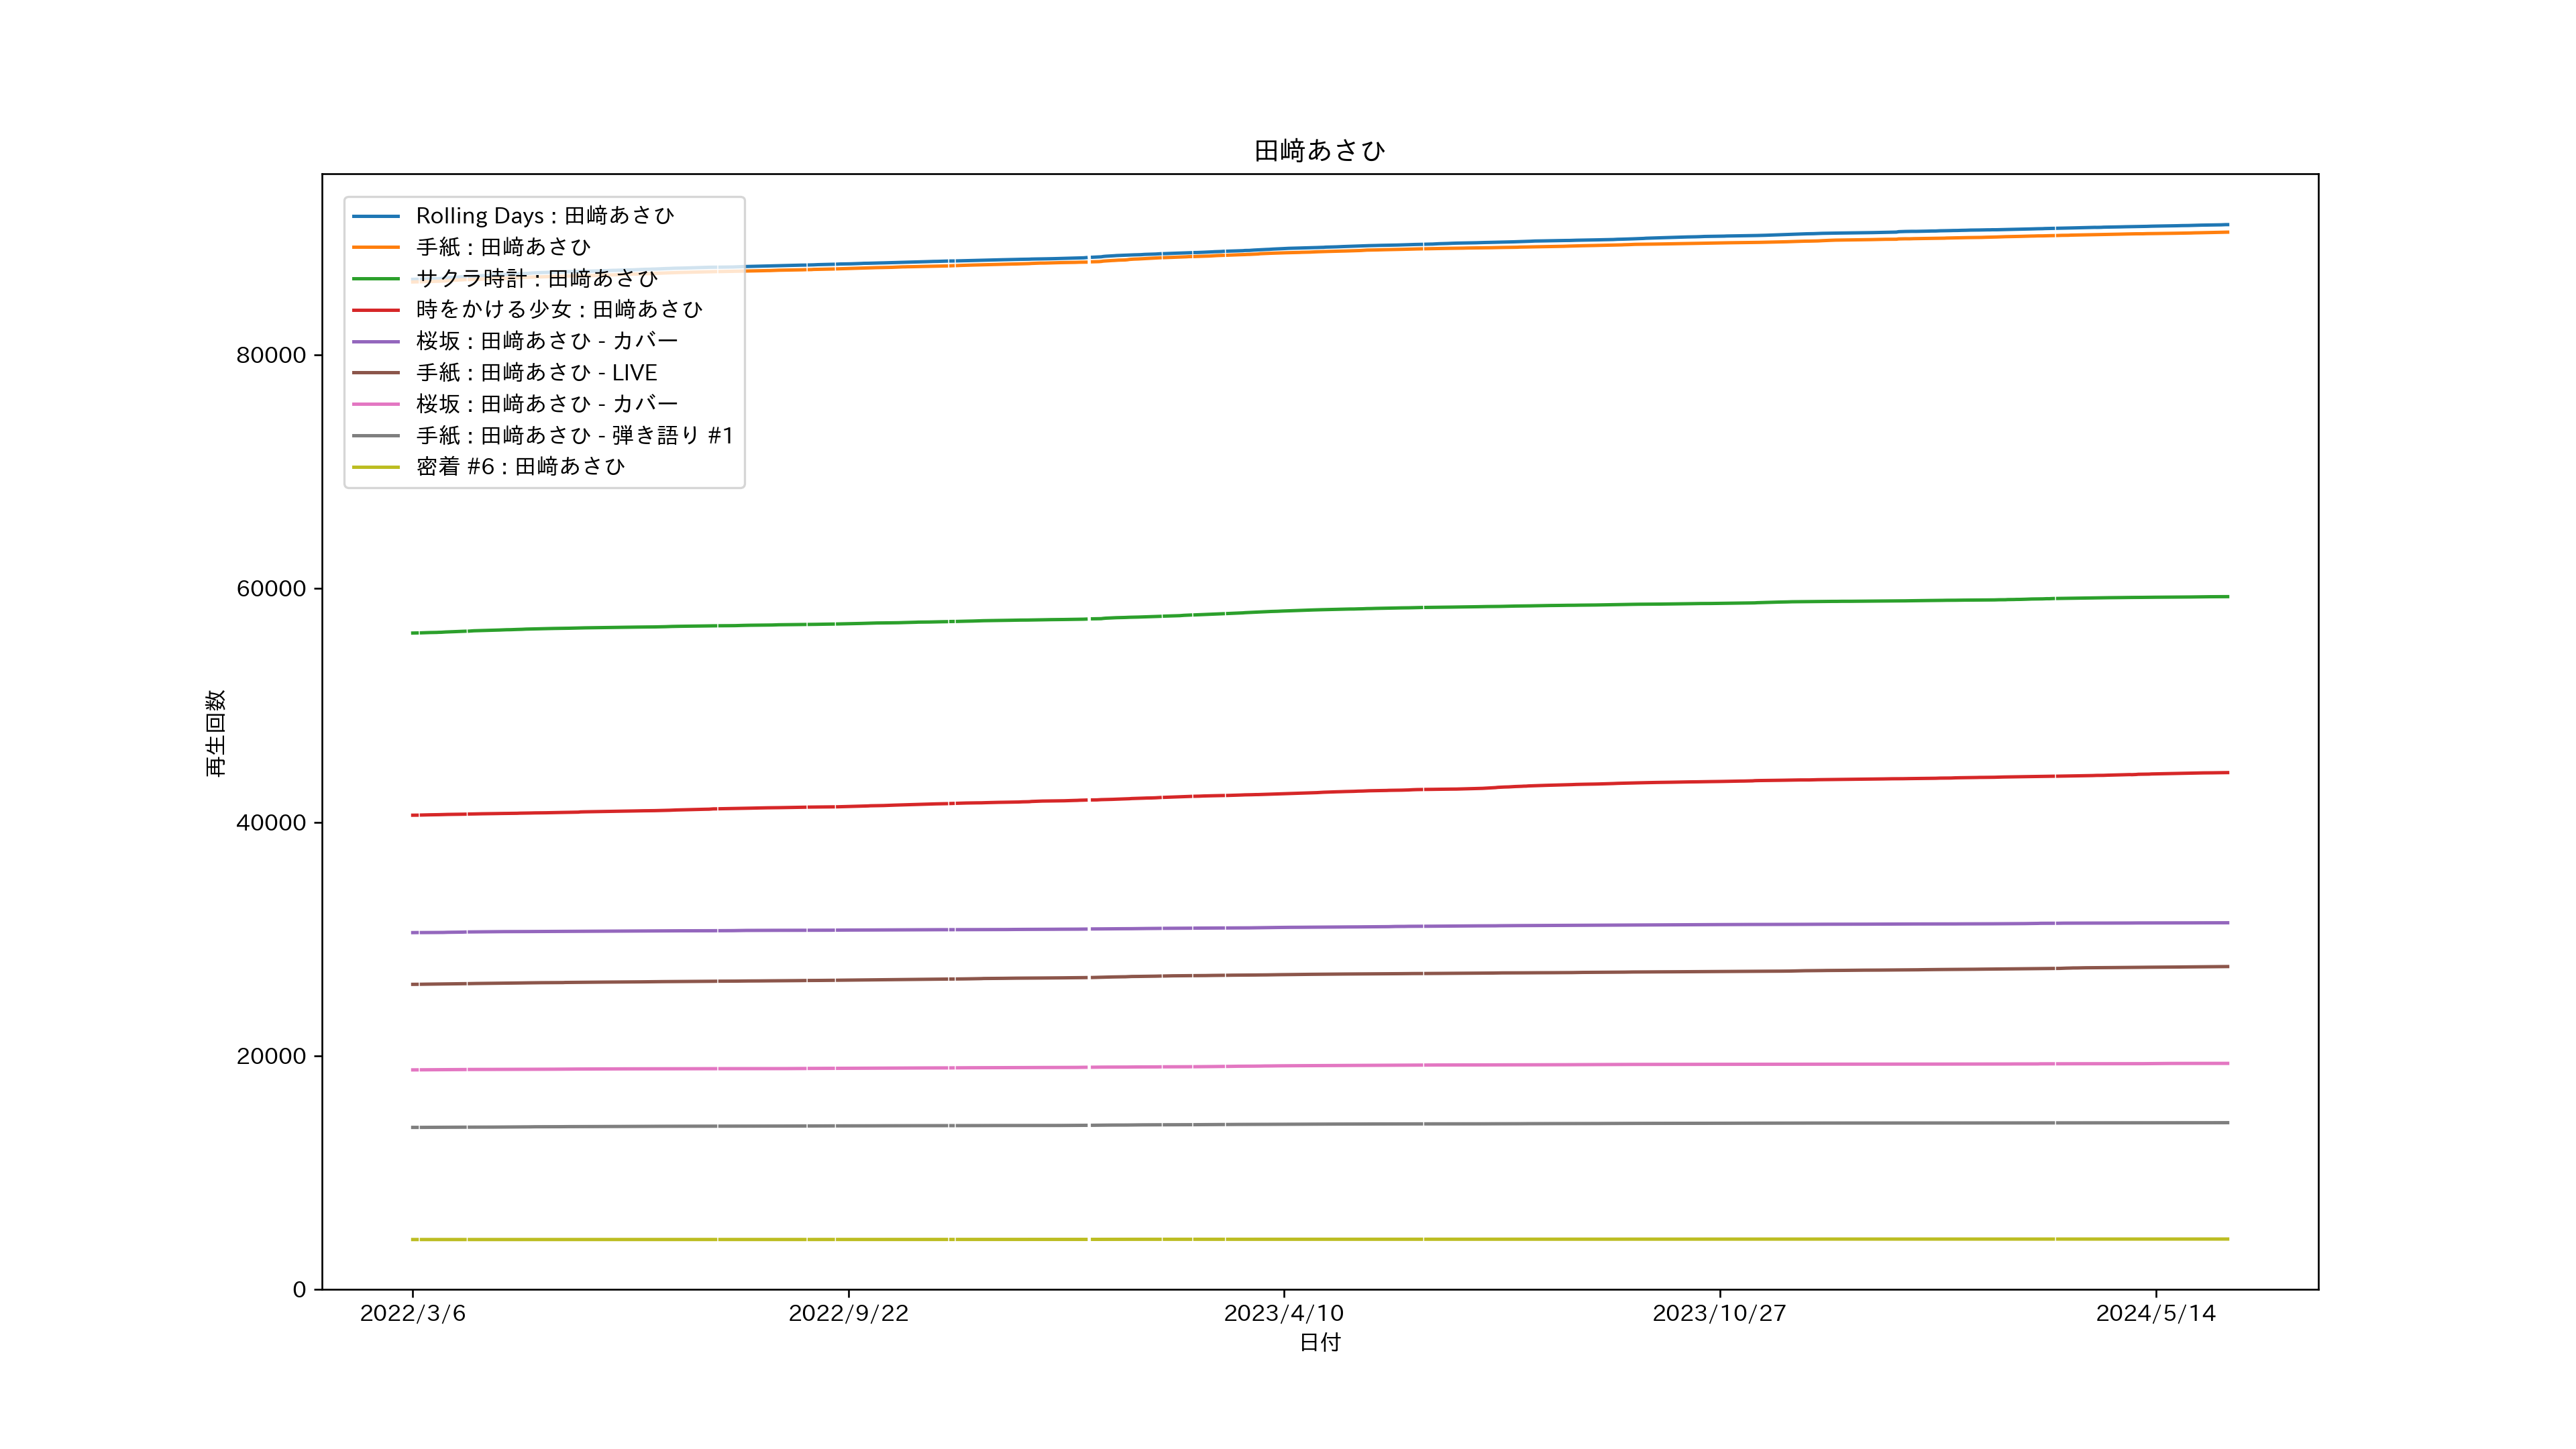 田﨑あさひ
Rolling Days : 田﨑あさひ
手紙 : 田﨑あさひ
サクラ時計 : 田﨑あさひ
時をかける少女 : 田﨑あさひ
桜坂 : 田﨑あさひ - カバー
手紙 : 田﨑あさひ - LIVE
桜坂 : 田﨑あさひ - カバー
手紙 : 田﨑あさひ - 弾き語り #1
密着 #6 : 田﨑あさひ
80000
60000
40000
20000
0
再生回数
2022/3/6
2022/9/22
2023/4/10
2023/10/27
2024/5/14
日付